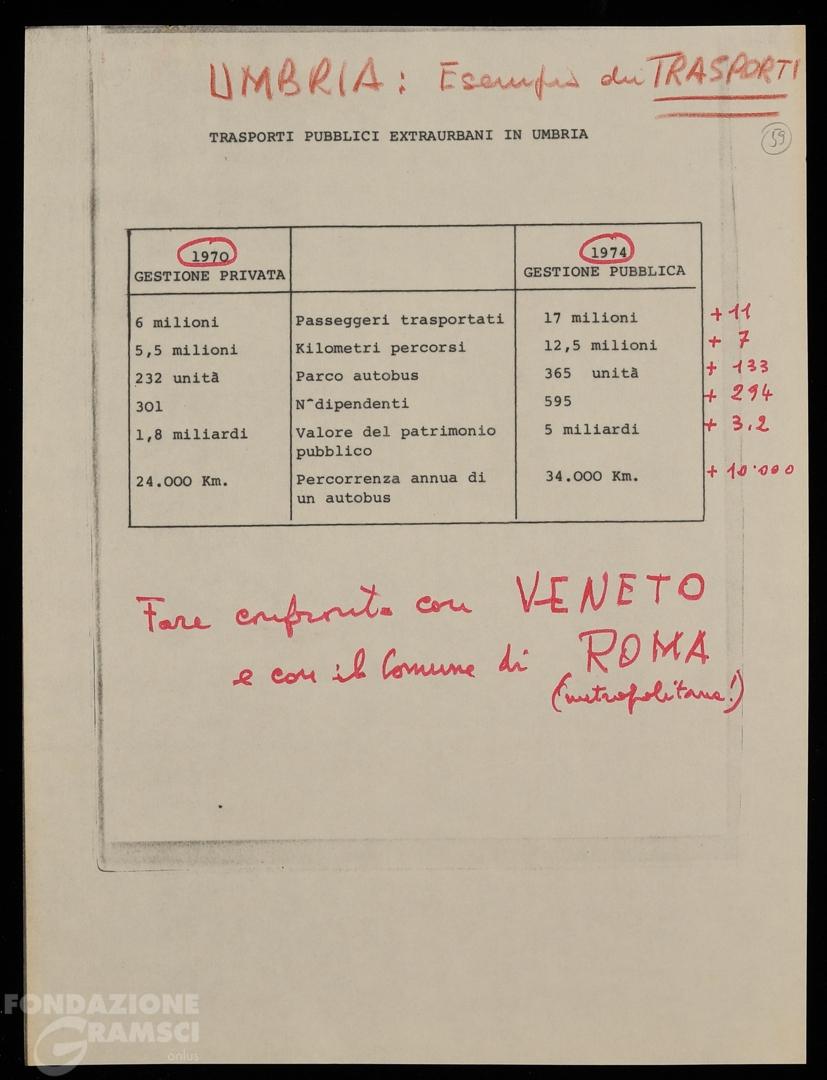 UMBRIA: Esempio dei TRASPORTI
59
TRASPORTI PUBBLICI EXTRAURBANI IN UMBRIA
1970 1974
GESTIONE PRIVATA GESTIONE PUBBLICA
6 milioni Passeggeri trasportati 17 milioni + 11
5,5 milioni Kilometri percorsi 12,5 milioni + 7
232 unità Parco autobus 365 unità + 133
301 N^dipendenti 595 + 294
1,8 miliardi Valore del patrimonio 5 miliardi + 3,2
pubblico
24.000 Km. Percorrenza annua di 34.000 Km. + 10.000
un autobus
Fare confronto con VENETO
e con il Comune di ROMA
(metropolitana!)
FONDAZIONE
GRAMSCI
onlus